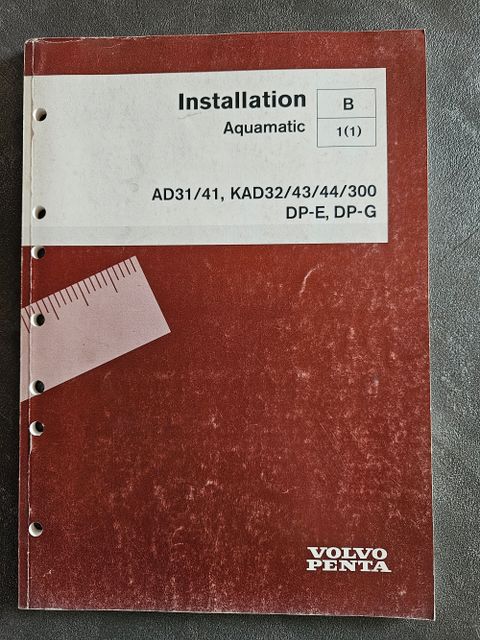 Installation
B
Aquamatic
1(1)
AD31/41, KAD32/43/44/300
DP-E, DP-G
VOLVO
PENTA